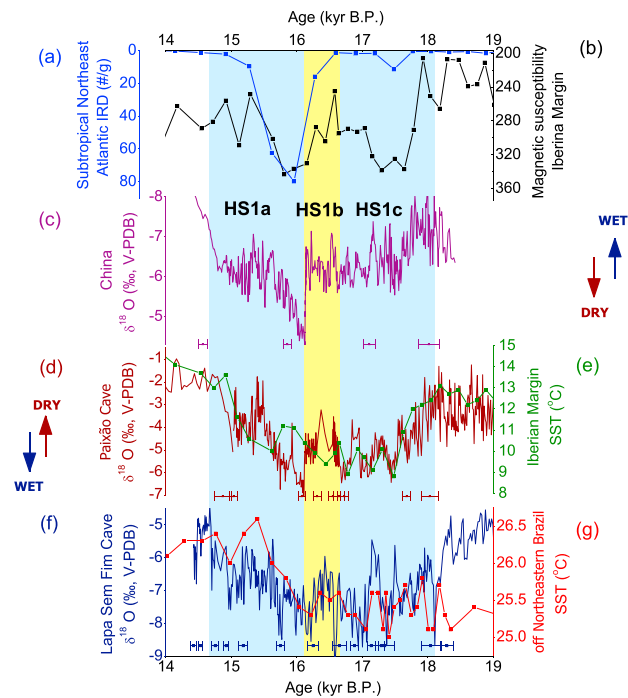 Age (kyr B.P.)
14 15 16 17 18 19
(a)
Subtropical Northeast
Atlantic IRD (#/g)
0
20
40
60
80
(b)
Magnetic susceptibility
Iberina Margin
200
240
280
320
360
HS1a HS1b HS1c
(c)
China
δ18 O (‰, V-PDB)
-8
-7
-6
-5
WET
DRY
(d)
Paixão Cave
δ18 O (‰, V-PDB)
-1
-2
-3
-4
-5
-6
-7
DRY
WET
(e)
Iberian Margin
SST (°C)
15
14
13
12
11
10
9
8
(f)
Lapa Sem Fim Cave
δ18 O (‰, V-PDB)
-5
-6
-7
-8
-9
(g)
off Northeastern Brazil
SST (°C)
26.5
26.0
25.5
25.0
14 15 16 17 18 19
Age (kyr B.P.)